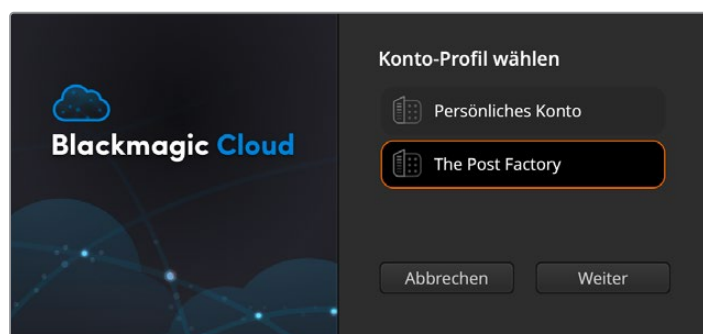 Blackmagic Cloud
Konto-Profil wählen
Persönliches Konto
The Post Factory
Abbrechen
Weiter